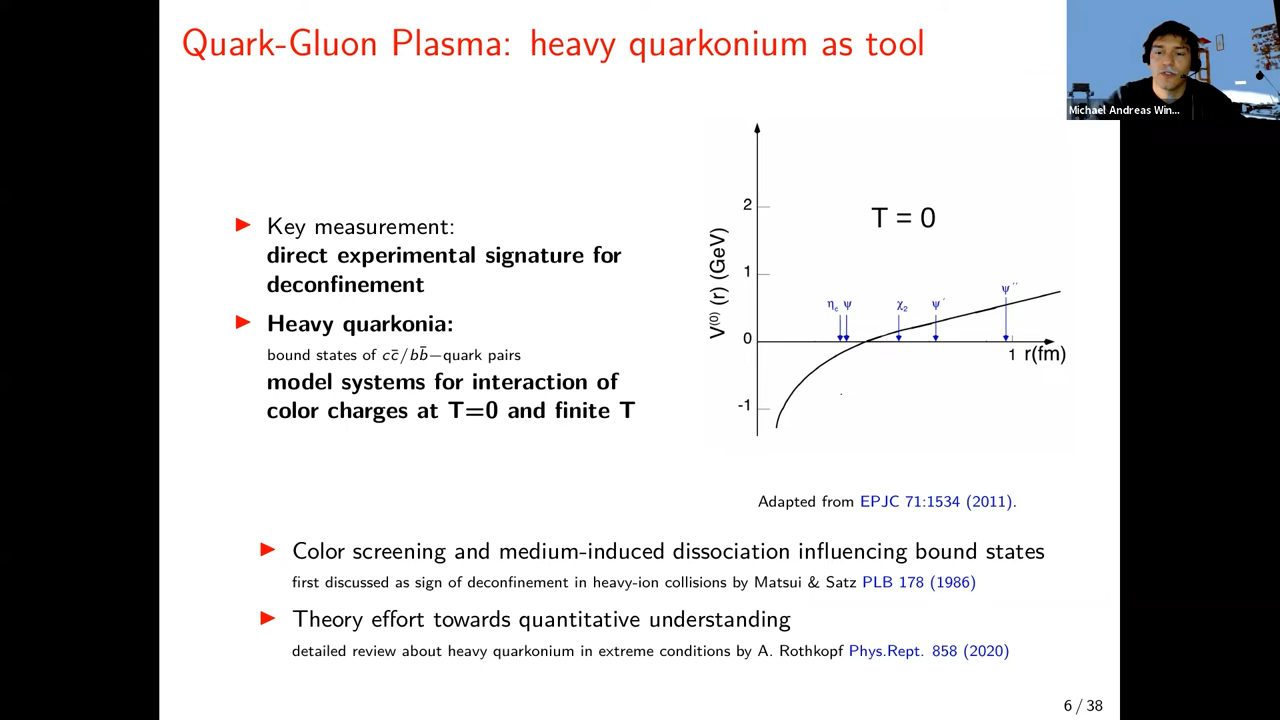 Quark-Gluon Plasma: heavy quarkonium as tool
Michael Andreas Win...
▶ Key measurement:
direct experimental signature for
deconfinement
▶ Heavy quarkonia:
bound states of cc̄/bb̄−quark pairs
model systems for interaction of
color charges at T=0 and finite T
V⁽⁰⁾ (r) (GeV)
2
1
0
-1
T = 0
η_c ψ χ₂ ψ′ ψ′′
1 r(fm)
Adapted from EPJC 71:1534 (2011).
▶ Color screening and medium-induced dissociation influencing bound states
first discussed as sign of deconfinement in heavy-ion collisions by Matsui & Satz PLB 178 (1986)
▶ Theory effort towards quantitative understanding
detailed review about heavy quarkonium in extreme conditions by A. Rothkopf Phys.Rept. 858 (2020)
6 / 38